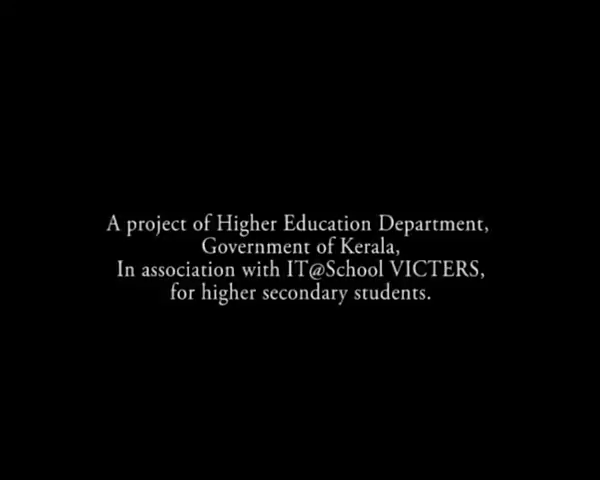 A project of Higher Education Department,
Government of Kerala,
In association with IT@School VICTERS,
for higher secondary students.